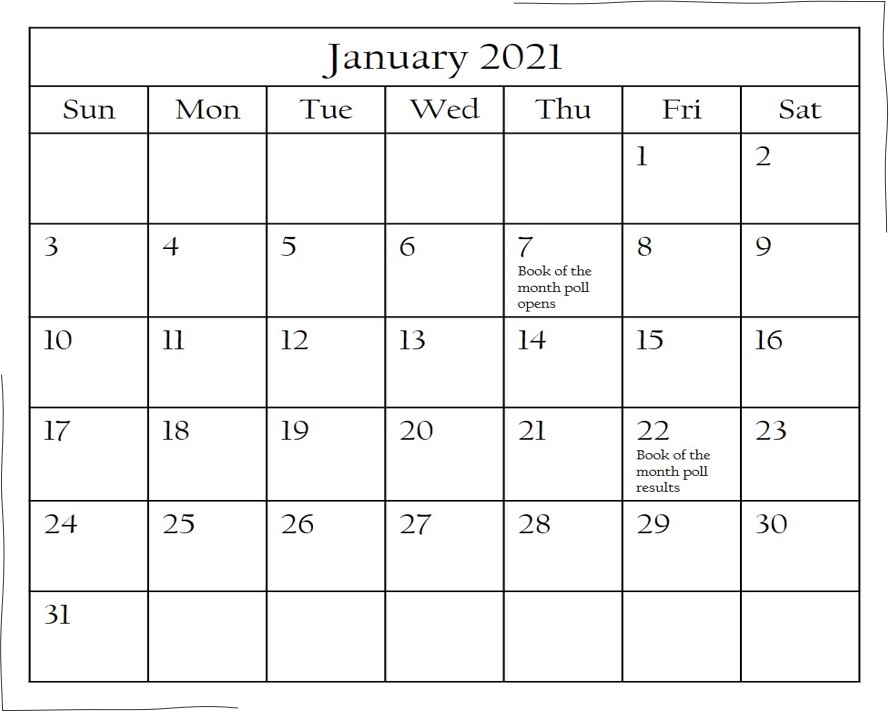 January 2021
Sun Mon Tue Wed Thu Fri Sat
1 2
3 4 5 6 7 8 9
Book of the
month poll
opens
10 11 12 13 14 15 16
17 18 19 20 21 22 23
Book of the
month poll
results
24 25 26 27 28 29 30
31